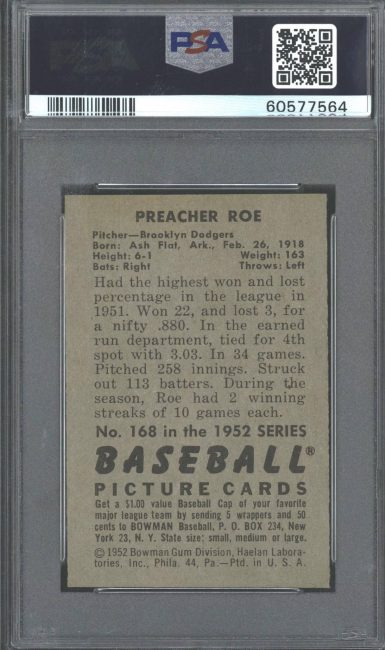 PSA
60577564
PREACHER ROE
Pitcher—Brooklyn Dodgers
Born: Ash Flat, Ark., Feb. 26, 1918
Height: 6-1 Weight: 163
Bats: Right Throws: Left
Had the highest won and lost
percentage in the league in
1951. Won 22, and lost 3, for
a nifty .880. In the earned
run department, tied for 4th
spot with 3.03. In 34 games.
Pitched 258 innings. Struck
out 113 batters. During the
season, Roe had 2 winning
streaks of 10 games each.
No. 168 in the 1952 SERIES
BASEBALL®
PICTURE CARDS
Get a $1.00 value Baseball Cap of your favorite
major league team by sending 5 wrappers and 50
cents to BOWMAN Baseball, P. O. BOX 234, New
York 23, N. Y. State size: small, medium or large.
©1952 Bowman Gum Division, Haelan Labora-
tories, Inc., Phila. 44, Pa.—Ptd. in U. S. A.